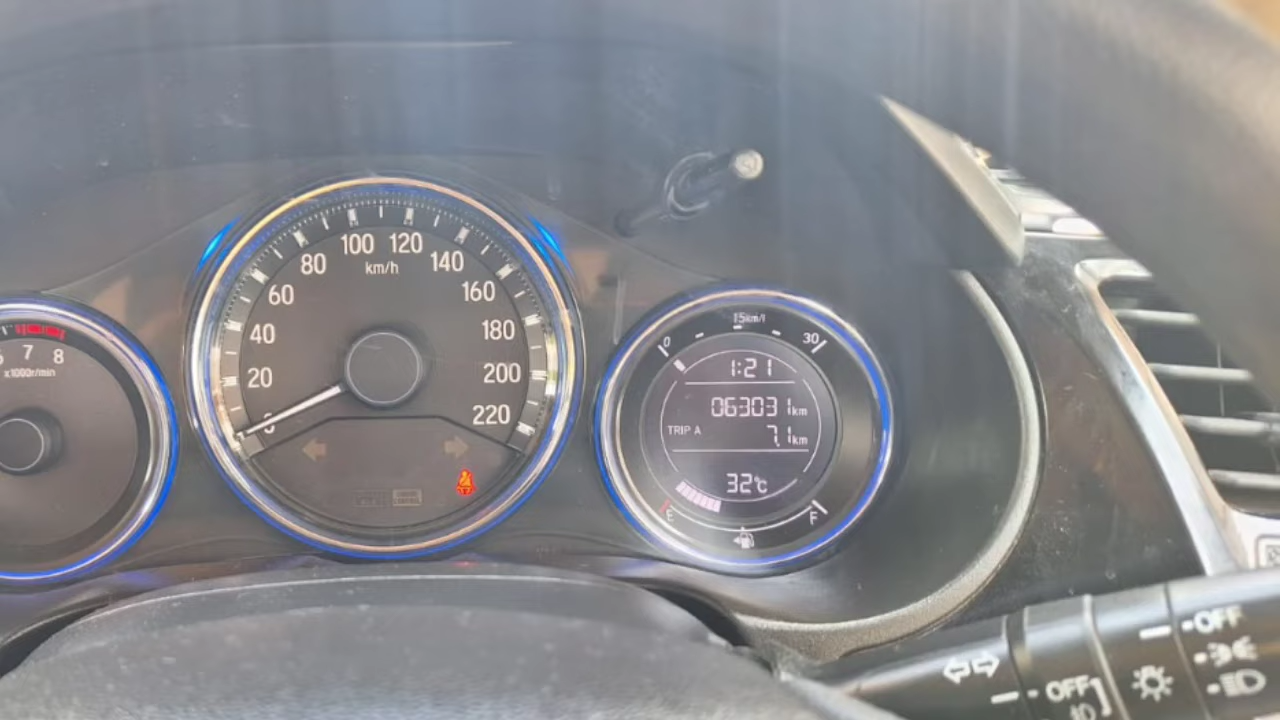 7 8
x1000r/min
0 20 40 60 80 100 120 140 160 180 200 220
km/h
0 15km/l 30
1:21
063031km
TRIP A 7.1km
32°C
E F
OFF
OFF